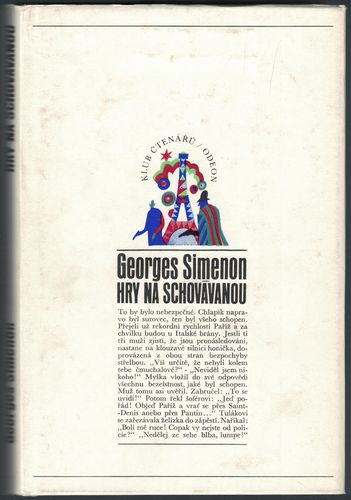 HRY NA SCHOVÁVANOU
ODEON
KLUB ČTENÁŘŮ / ODEON
Georges Simenon
HRY NA SCHOVÁVANOU
To by bylo nebezpečné. Chlapík napra-
vo byl surovec, ten byl všeho schopen.
Přejeli už rekordní rychlostí Paříž a za
chvilku budou u Italské brány. Jestli ti
tři muži zjistí, že jsou pronásledováni,
nastane na klouzavé silnici honička, do-
provázená z obou stran bezpochyby
střelbou. „Víš určitě, že nebyli kolem
tebe čmuchalové?“ - „Neviděl jsem ni-
koho!“ Myška vložil do své odpovědi
všechnu bezelstnost, jaké byl schopen.
Muž tomu asi uvěřil. Zabručel: „To se
uvidí!“ Potom řekl šoférovi: „Jeď po-
řád! Objeď Paříž a vrať se přes Saint-
-Denis anebo přes Pantin...“ Tulákovi
se zařezávala želízka do zápěstí. Naříkal:
„Bolí mě ruce! Copak vy nejste od poli-
cie?“ „Nedělej ze sebe blba, lumpe!“